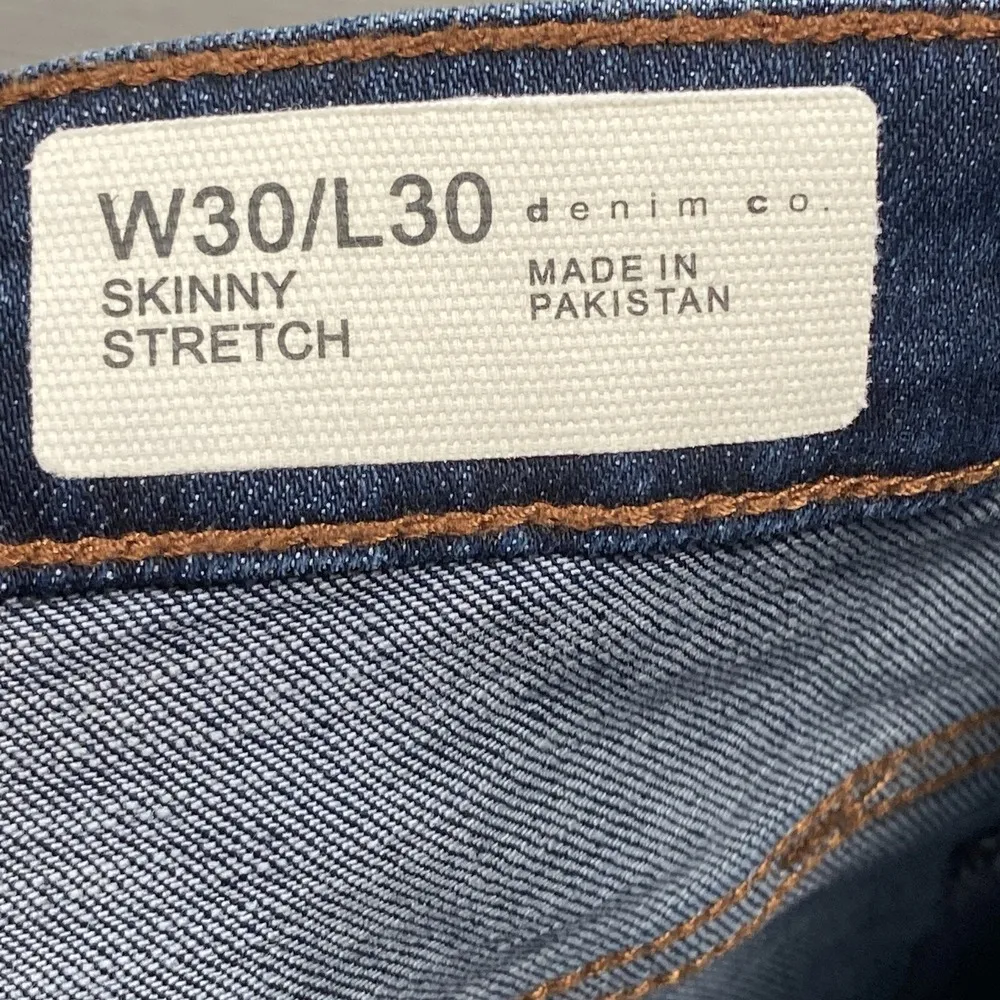 W30/L30
SKINNY
STRETCH
denim co.
MADE IN
PAKISTAN